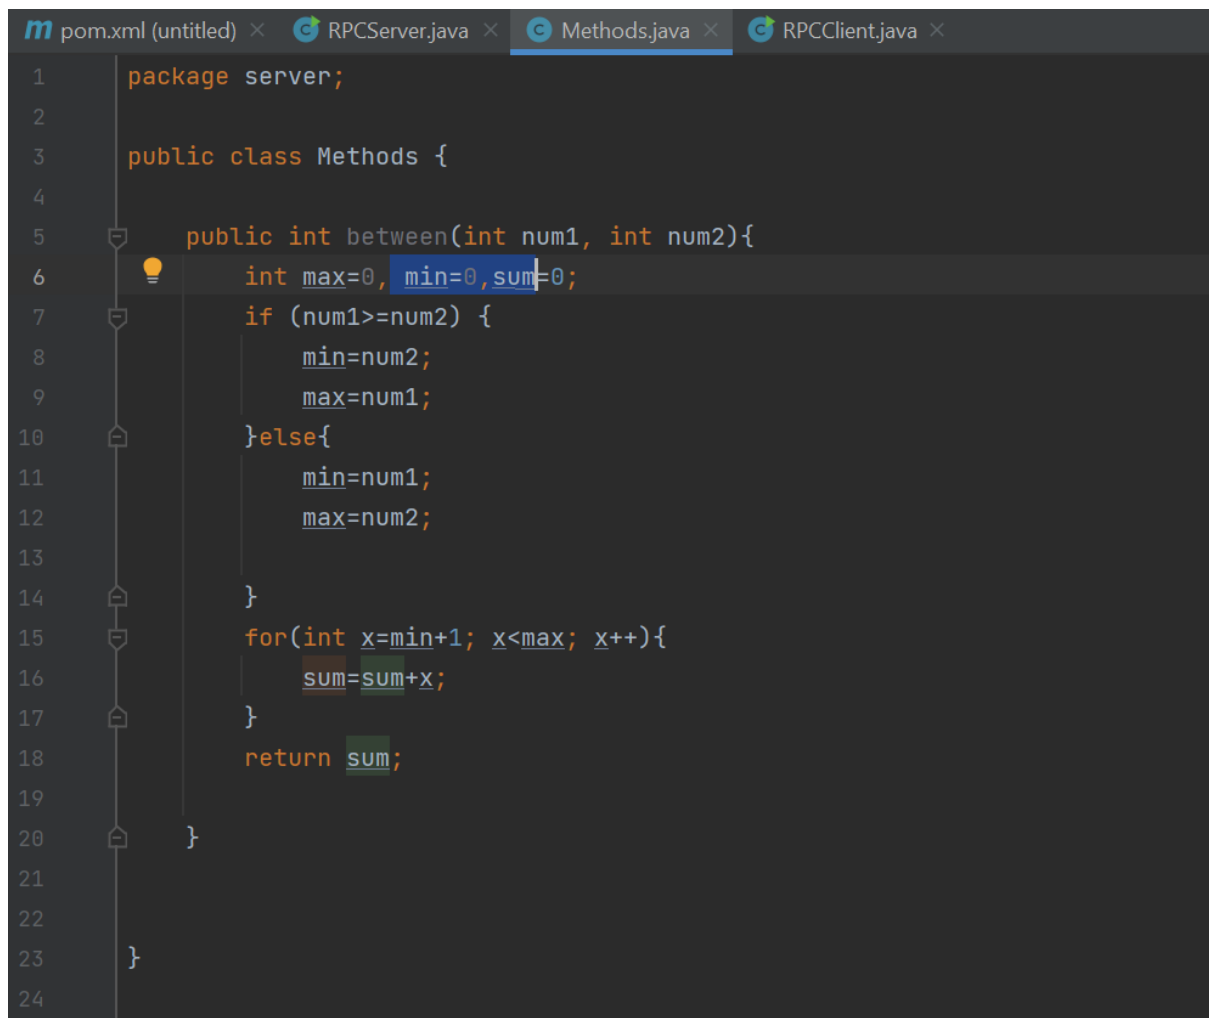 m pom.xml (untitled) × C RPCServer.java × C Methods.java × C RPCClient.java ×
1 package server;
2
3 public class Methods {
4
5 public int between(int num1, int num2){
6 int max=0, min=0,sum=0;
7 if (num1>=num2) {
8 min=num2;
9 max=num1;
10 }else{
11 min=num1;
12 max=num2;
13
14 }
15 for(int x=min+1; x<max; x++){
16 sum=sum+x;
17 }
18 return sum;
19
20 }
21
22
23 }
24